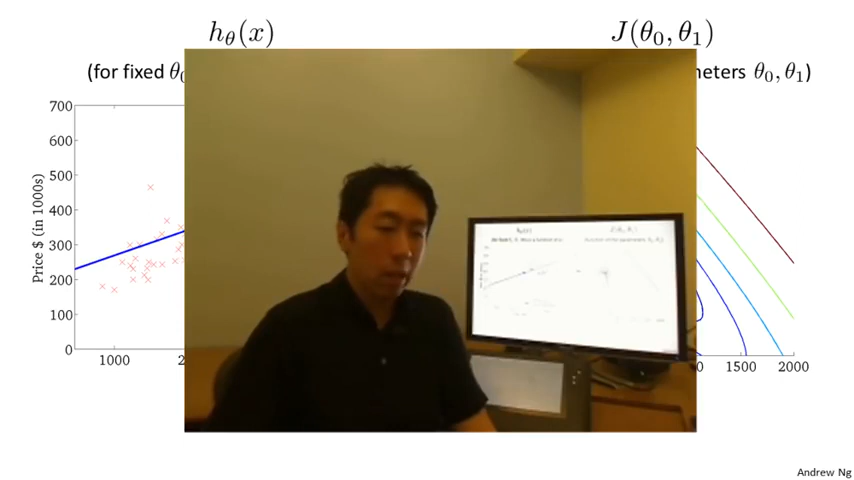 hθ(x)
J(θ0, θ1)
(for fixed θ0
meters θ0, θ1)
700
600
500
400
300
200
100
0
Price $ (in 1000s)
1000
2
0
1500
2000
Andrew Ng